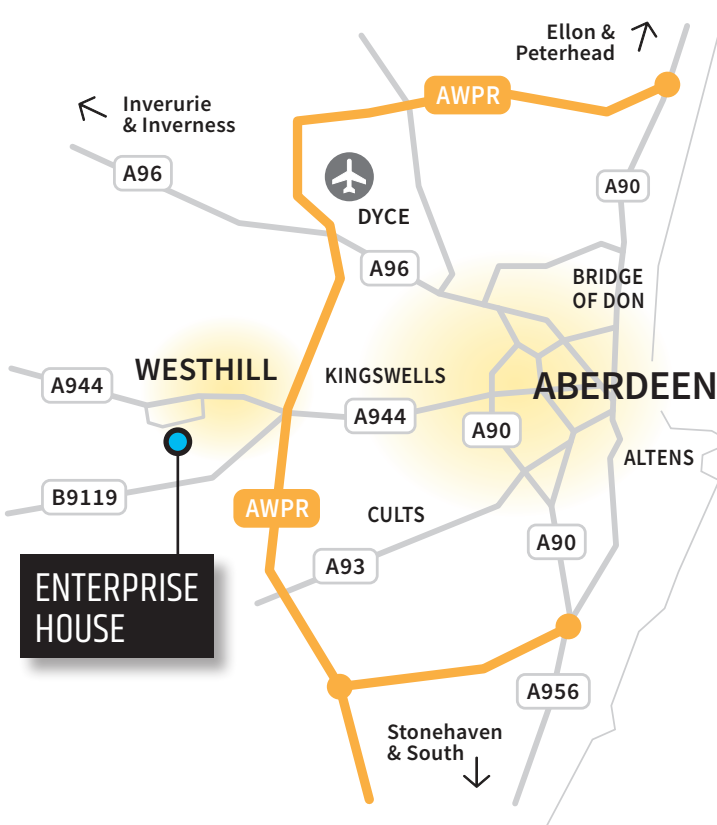 Ellon &
Peterhead
AWPR
Inverurie
& Inverness
A96
A90
DYCE
A96
BRIDGE
OF DON
WESTHILL
KINGSWELLS
ABERDEEN
A944
A944
A90
ALTENS
B9119
AWPR
CULTS
A90
A93
ENTERPRISE
HOUSE
A956
Stonehaven
& South